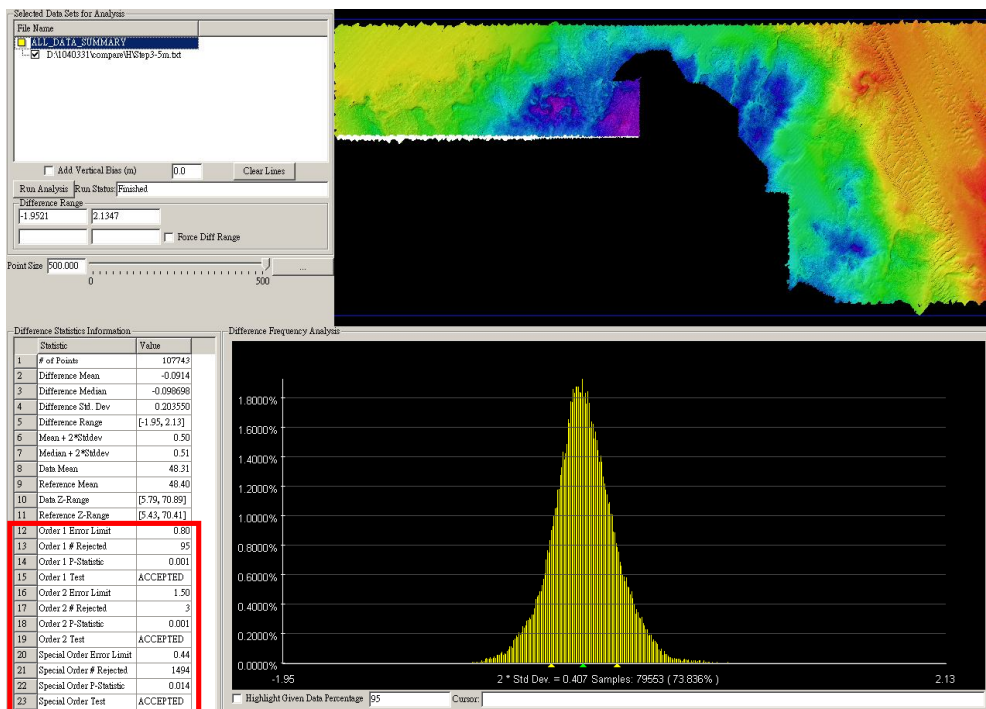 Selected Data Sets for Analysis
File Name
ALL_DATA_SUMMARY
D:\1040331\compare\H\Step3-5m.txt
Add Vertical Bias (m) 0.0 Clear Lines
Run Analysis Run Status: Finished
Difference Range
-1.9521 2.1347
Force Diff Range
Point Size 500.000 ...
0 500
Difference Statistics Information
Statistic Value
1 # of Points 107743
2 Difference Mean -0.0914
3 Difference Median -0.098698
4 Difference Std. Dev 0.203550
5 Difference Range [-1.95, 2.13]
6 Mean + 2*Stddev 0.50
7 Median + 2*Stddev 0.51
8 Data Mean 48.31
9 Reference Mean 48.40
10 Data Z-Range [5.79, 70.89]
11 Reference Z-Range [5.43, 70.41]
12 Order 1 Error Limit 0.80
13 Order 1 # Rejected 95
14 Order 1 P-Statistic 0.001
15 Order 1 Test ACCEPTED
16 Order 2 Error Limit 1.50
17 Order 2 # Rejected 3
18 Order 2 P-Statistic 0.001
19 Order 2 Test ACCEPTED
20 Special Order Error Limit 0.44
21 Special Order # Rejected 1494
22 Special Order P-Statistic 0.014
23 Special Order Test ACCEPTED
Difference Frequency Analysis
1.8000%
1.6000%
1.4000%
1.2000%
1.0000%
0.8000%
0.6000%
0.4000%
0.2000%
0.0000%
-1.95 2 * Std Dev. = 0.407 Samples: 79553 ( 73.836% ) 2.13
Highlight Given Data Percentage 95 Cursor: